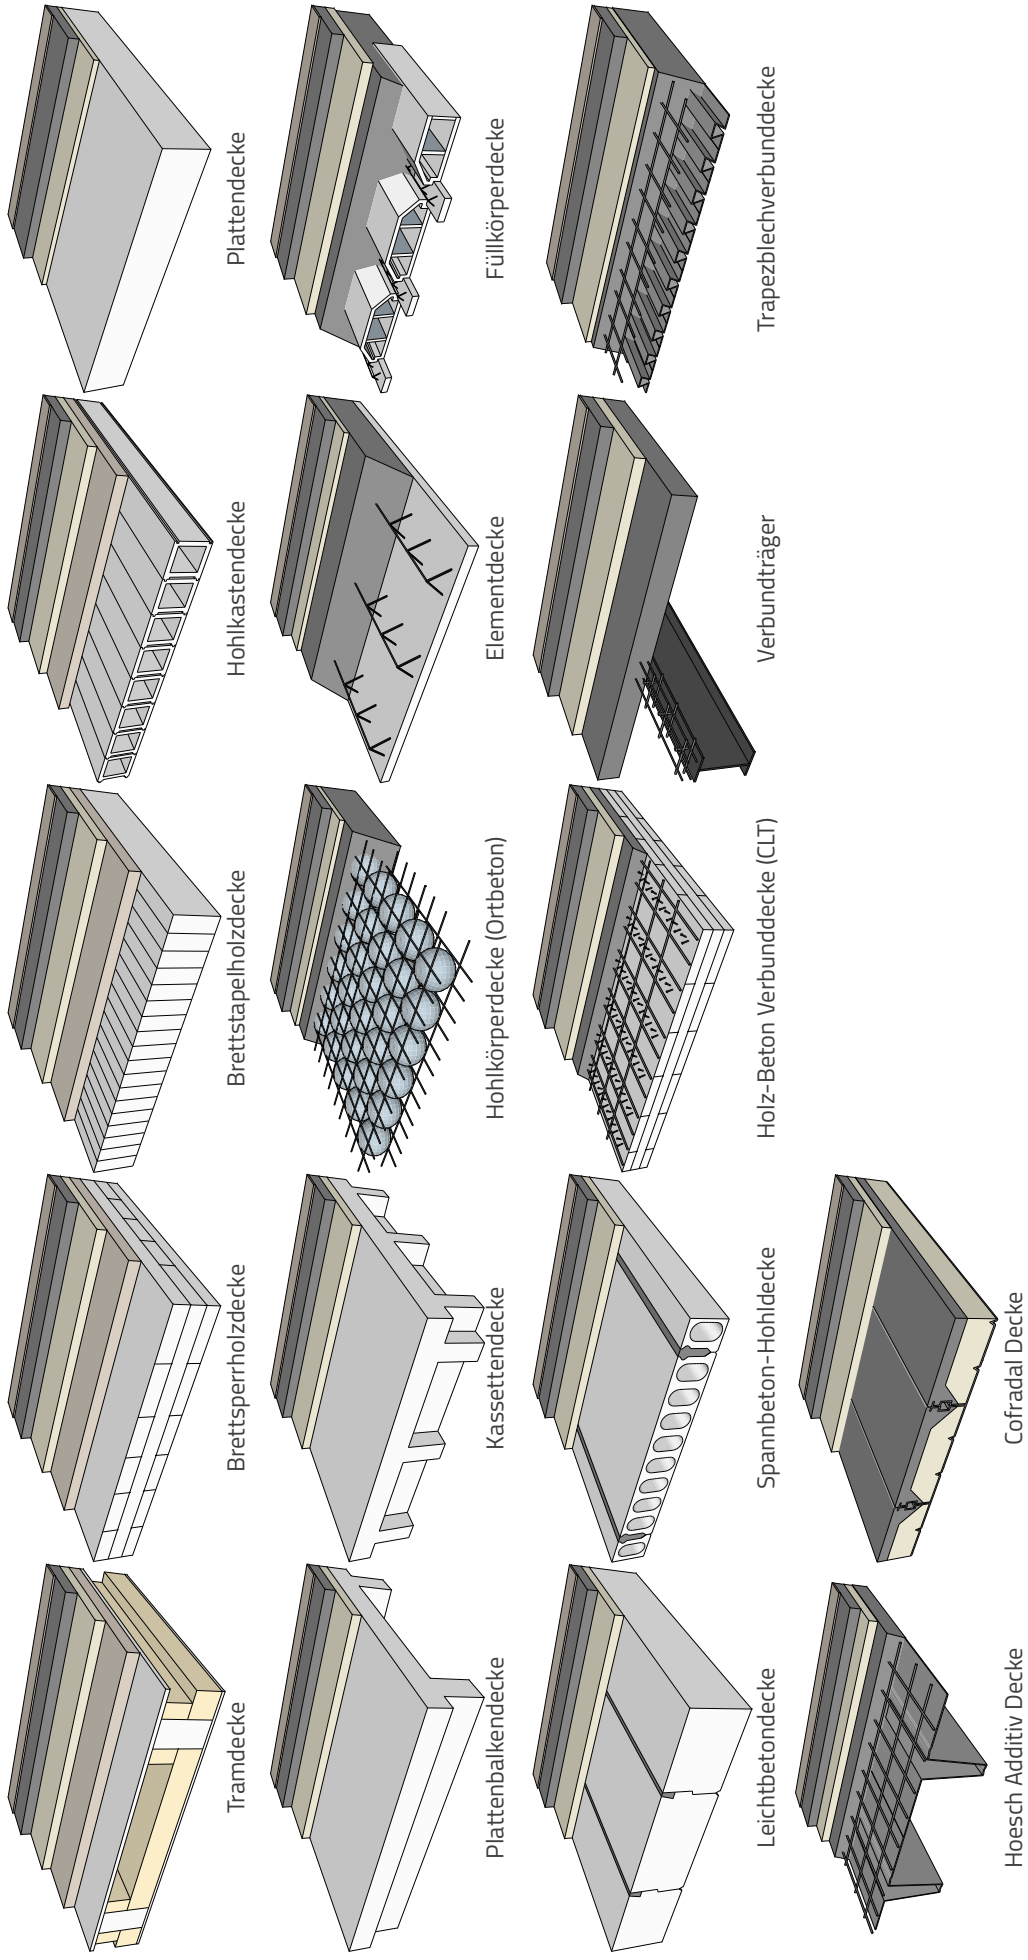 Tramdecke
Brettsperrholzdecke
Brettstapelholzdecke
Hohlkastendecke
Plattendecke
Plattenbalkendecke
Kassettendecke
Hohlkörperdecke (Ortbeton)
Elementdecke
Füllkörperdecke
Leichtbetondecke
Spannbeton-Hohldecke
Holz-Beton Verbunddecke (CLT)
Verbundträger
Trapezblechverbunddecke
Hoesch Additiv Decke
Cofradal Decke